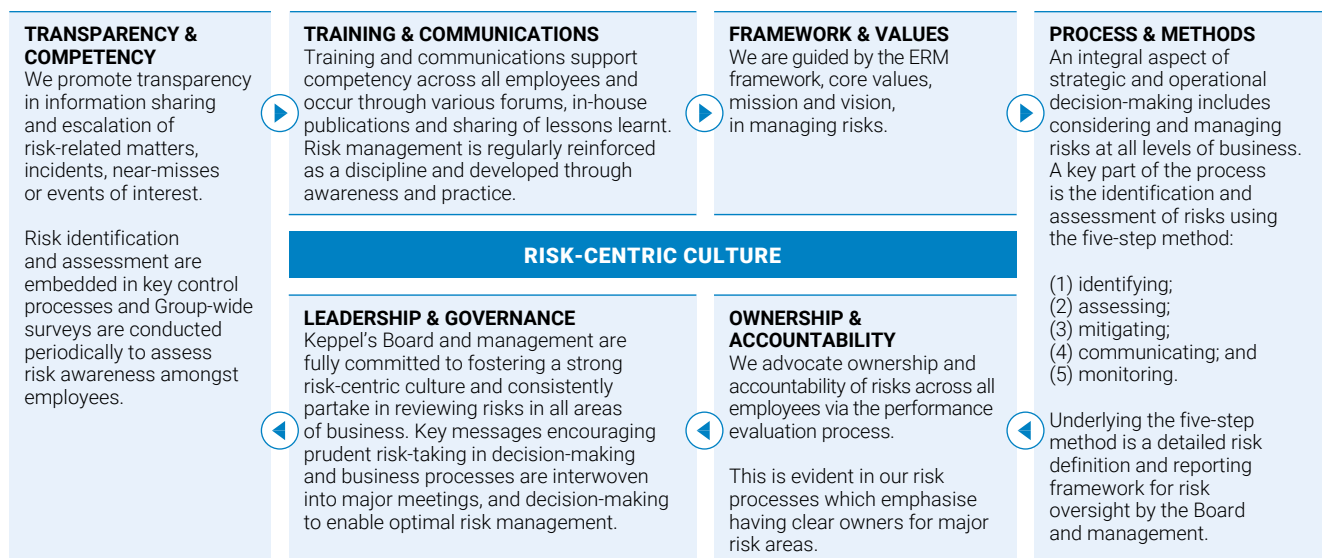 TRANSPARENCY &
COMPETENCY
We promote transparency
in information sharing
and escalation of
risk-related matters,
incidents, near-misses
or events of interest.
Risk identification
and assessment are
embedded in key control
processes and Group-wide
surveys are conducted
periodically to assess
risk awareness amongst
employees.
TRAINING & COMMUNICATIONS
Training and communications support
competency across all employees and
occur through various forums, in-house
publications and sharing of lessons learnt.
Risk management is regularly reinforced
as a discipline and developed through
awareness and practice.
FRAMEWORK & VALUES
We are guided by the ERM
framework, core values,
mission and vision,
in managing risks.
PROCESS & METHODS
An integral aspect of
strategic and operational
decision-making includes
considering and managing
risks at all levels of business.
A key part of the process
is the identification and
assessment of risks using
the five-step method:
(1) identifying;
(2) assessing;
(3) mitigating;
(4) communicating; and
(5) monitoring.
Underlying the five-step
method is a detailed risk
definition and reporting
framework for risk
oversight by the Board
and management.
RISK-CENTRIC CULTURE
LEADERSHIP & GOVERNANCE
Keppel's Board and management are
fully committed to fostering a strong
risk-centric culture and consistently
partake in reviewing risks in all areas
of business. Key messages encouraging
prudent risk-taking in decision-making
and business processes are interwoven
into major meetings, and decision-making
to enable optimal risk management.
OWNERSHIP &
ACCOUNTABILITY
We advocate ownership and
accountability of risks across all
employees via the performance
evaluation process.
This is evident in our risk
processes which emphasise
having clear owners for major
risk areas.